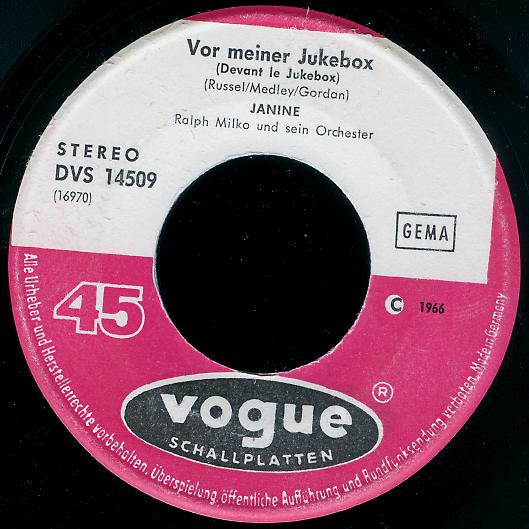 Vor meiner Jukebox
(Devant le Jukebox)
(Russel/Medley/Gordan)
JANINE
Ralph Milko und sein Orchester
STEREO
DVS 14509
(16970)
GEMA
45
C 1966
vogue ®
SCHALLPLATTEN
Alle Urheber-und Herstellerrechte vorbehalten. Überspielung, öffentliche Aufführung und Rundfunksendung verboten. Made in Germany